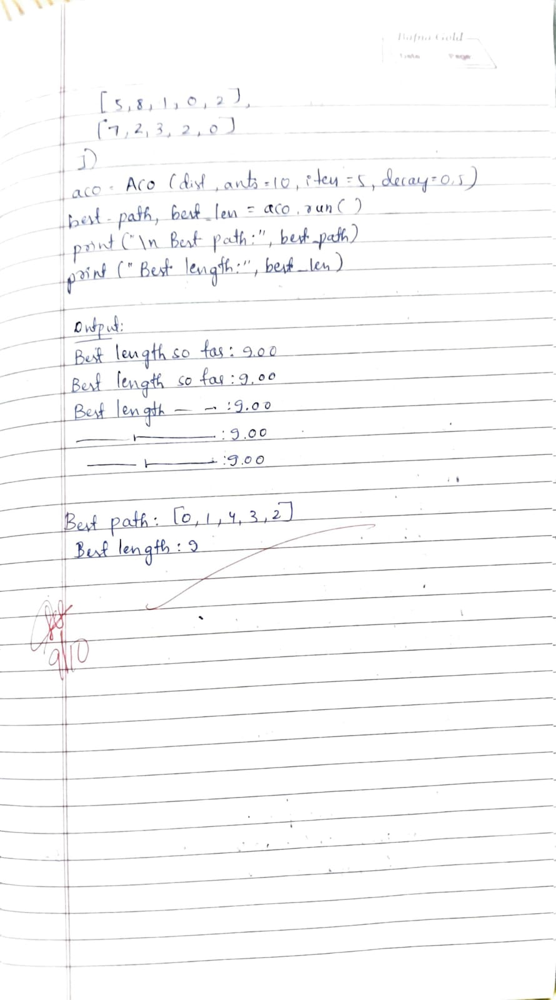 Bafna Gold
Date Page
[5,8,1,0,2],
[7,2,3,2,0]
])
aco = ACO (dist, ants=10, iter=5, decay=0.5)
best_path, best_len = aco.run()
print("\n Best path:", best_path)
print ("Best length:", best_len)
Output:
Best length so far: 9.00
Best length so far: 9.00
Best length — — : 9.00
: 9.00
: 9.00
Best path: [0,1,4,3,2]
Best length: 9
9/10